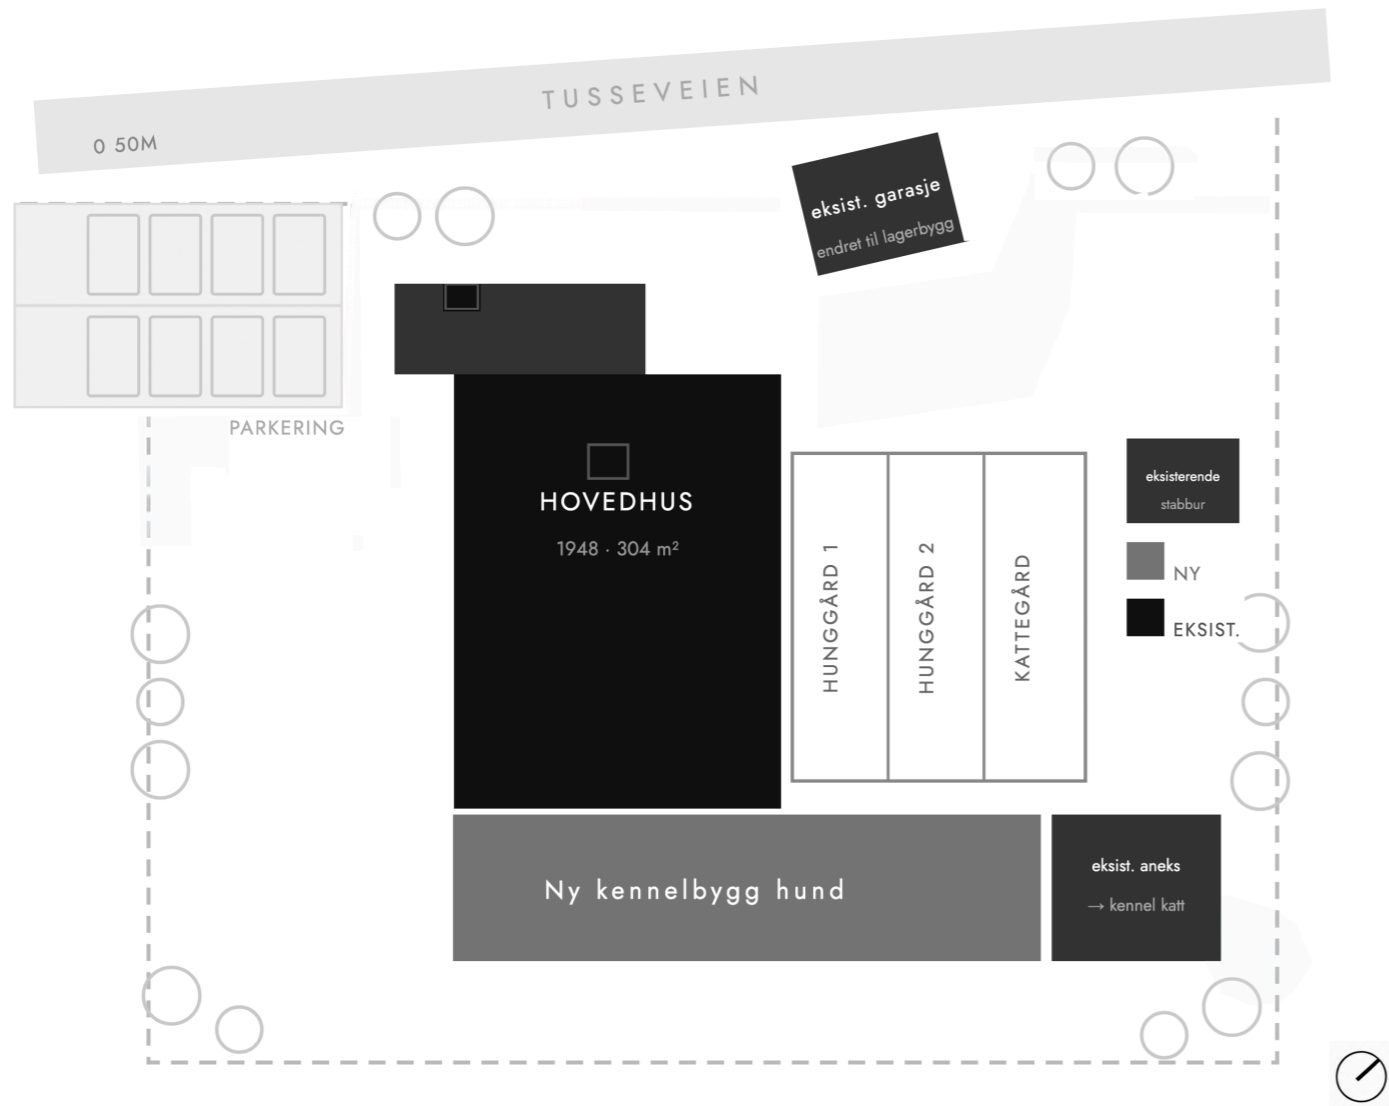 TUSSEVEIEN
0 50M
eksist. garasje
endret til lagerbygg
PARKERING
HOVEDHUS
1948 · 304 m²
HUNGGÅRD 1
HUNGGÅRD 2
KATTEGÅRD
eksisterende
stabbur
NY
EKSIST.
Ny kennelbygg hund
eksist. aneks
→ kennel katt